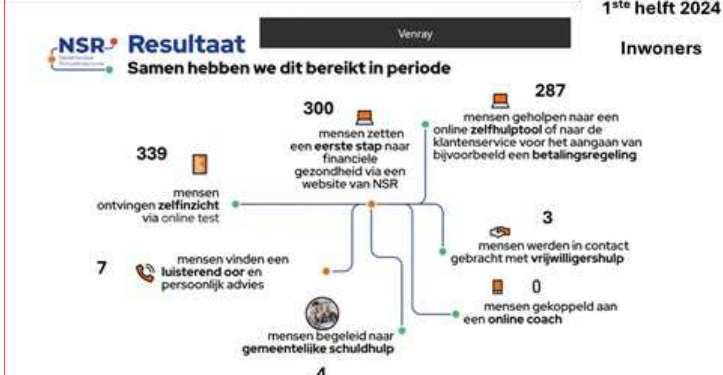 1ste helft 2024
Inwoners
Venray
NSR
Resultaat
Samen hebben we dit bereikt in periode
300
mensen zetten
een eerste stap naar
financiele
gezondheid via een
website van NSR
287
mensen geholpen naar een
online zelfhulptool of naar de
klantenservice voor het aangaan van
bijvoorbeeld een betalingsregeling
339
mensen
ontvingen zelfinzicht
via online test
3
mensen werden in contact
gebracht met vrijwilligershulp
7
mensen vinden een
luisterend oor en
persoonlijk advies
0
mensen gekoppeld aan
een online coach
mensen begeleid naar
gemeentelijke schuldhulp
4